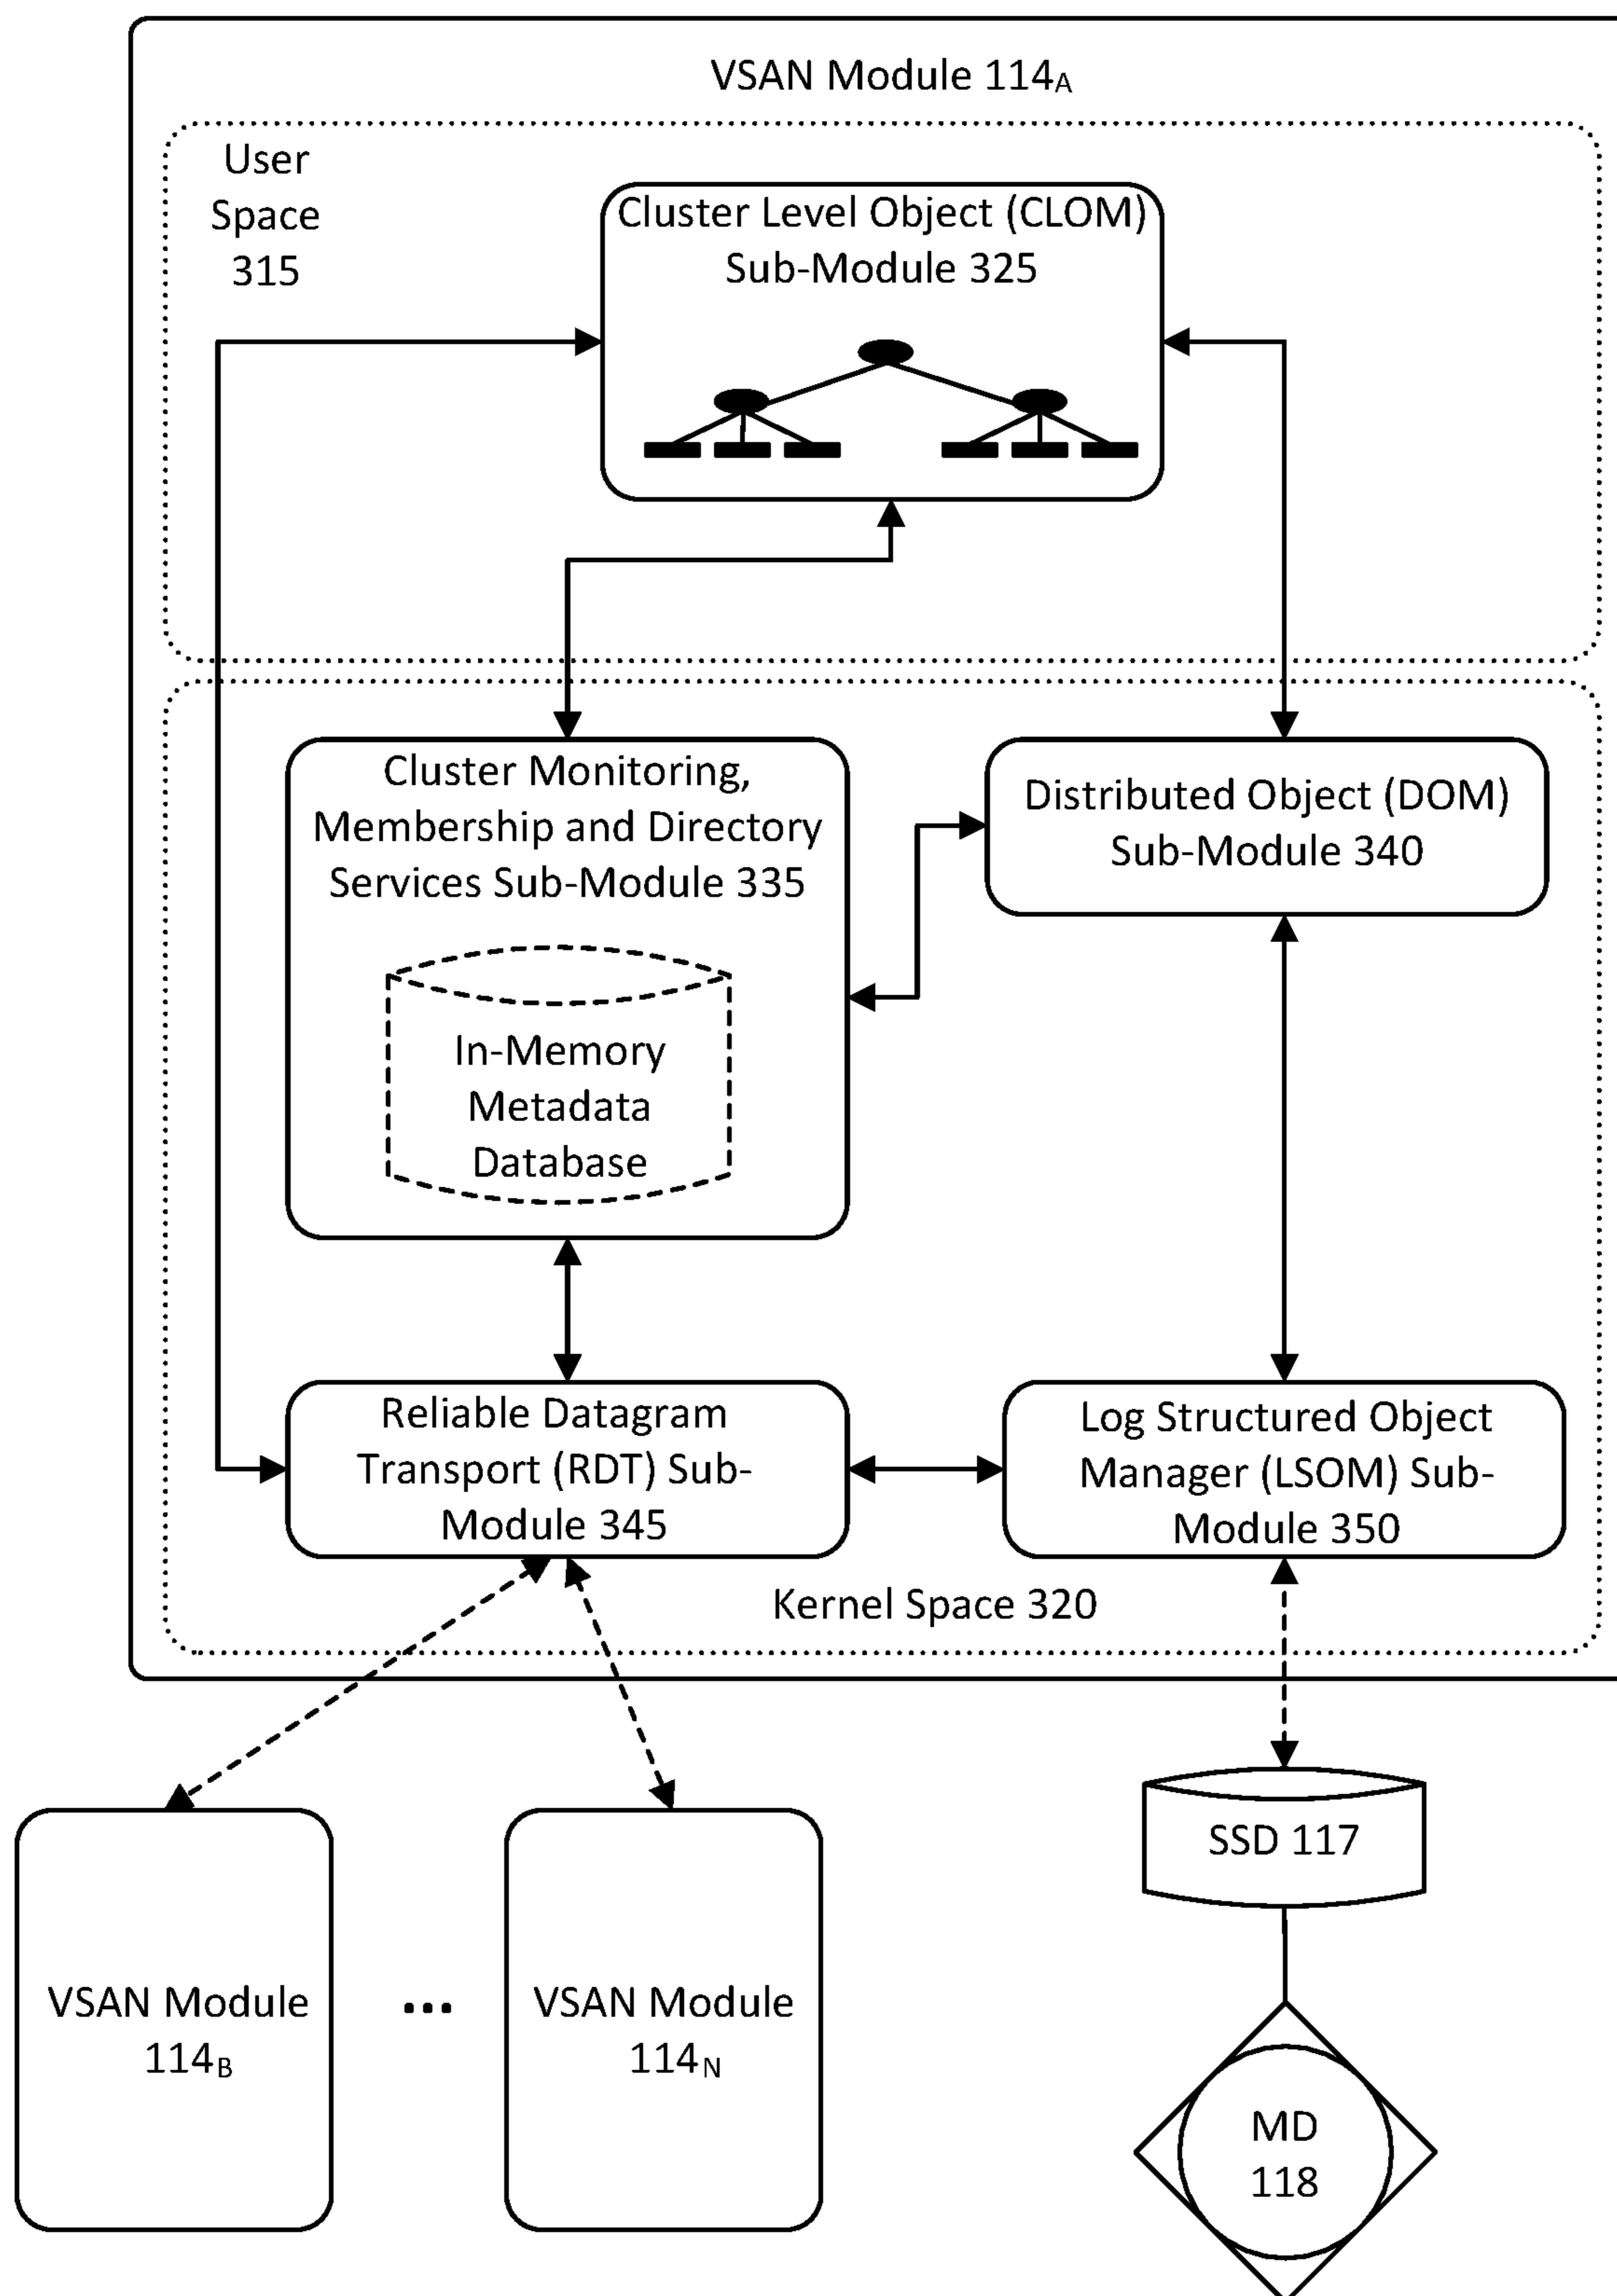 VSAN Module 114A
User
Space
315
Cluster Level Object (CLOM)
Sub-Module 325
Cluster Monitoring,
Membership and Directory
Services Sub-Module 335
In-Memory
Metadata
Database
Distributed Object (DOM)
Sub-Module 340
Reliable Datagram
Transport (RDT) Sub-
Module 345
Log Structured Object
Manager (LSOM) Sub-
Module 350
Kernel Space 320
VSAN Module
114B
...
VSAN Module
114N
SSD 117
MD
118